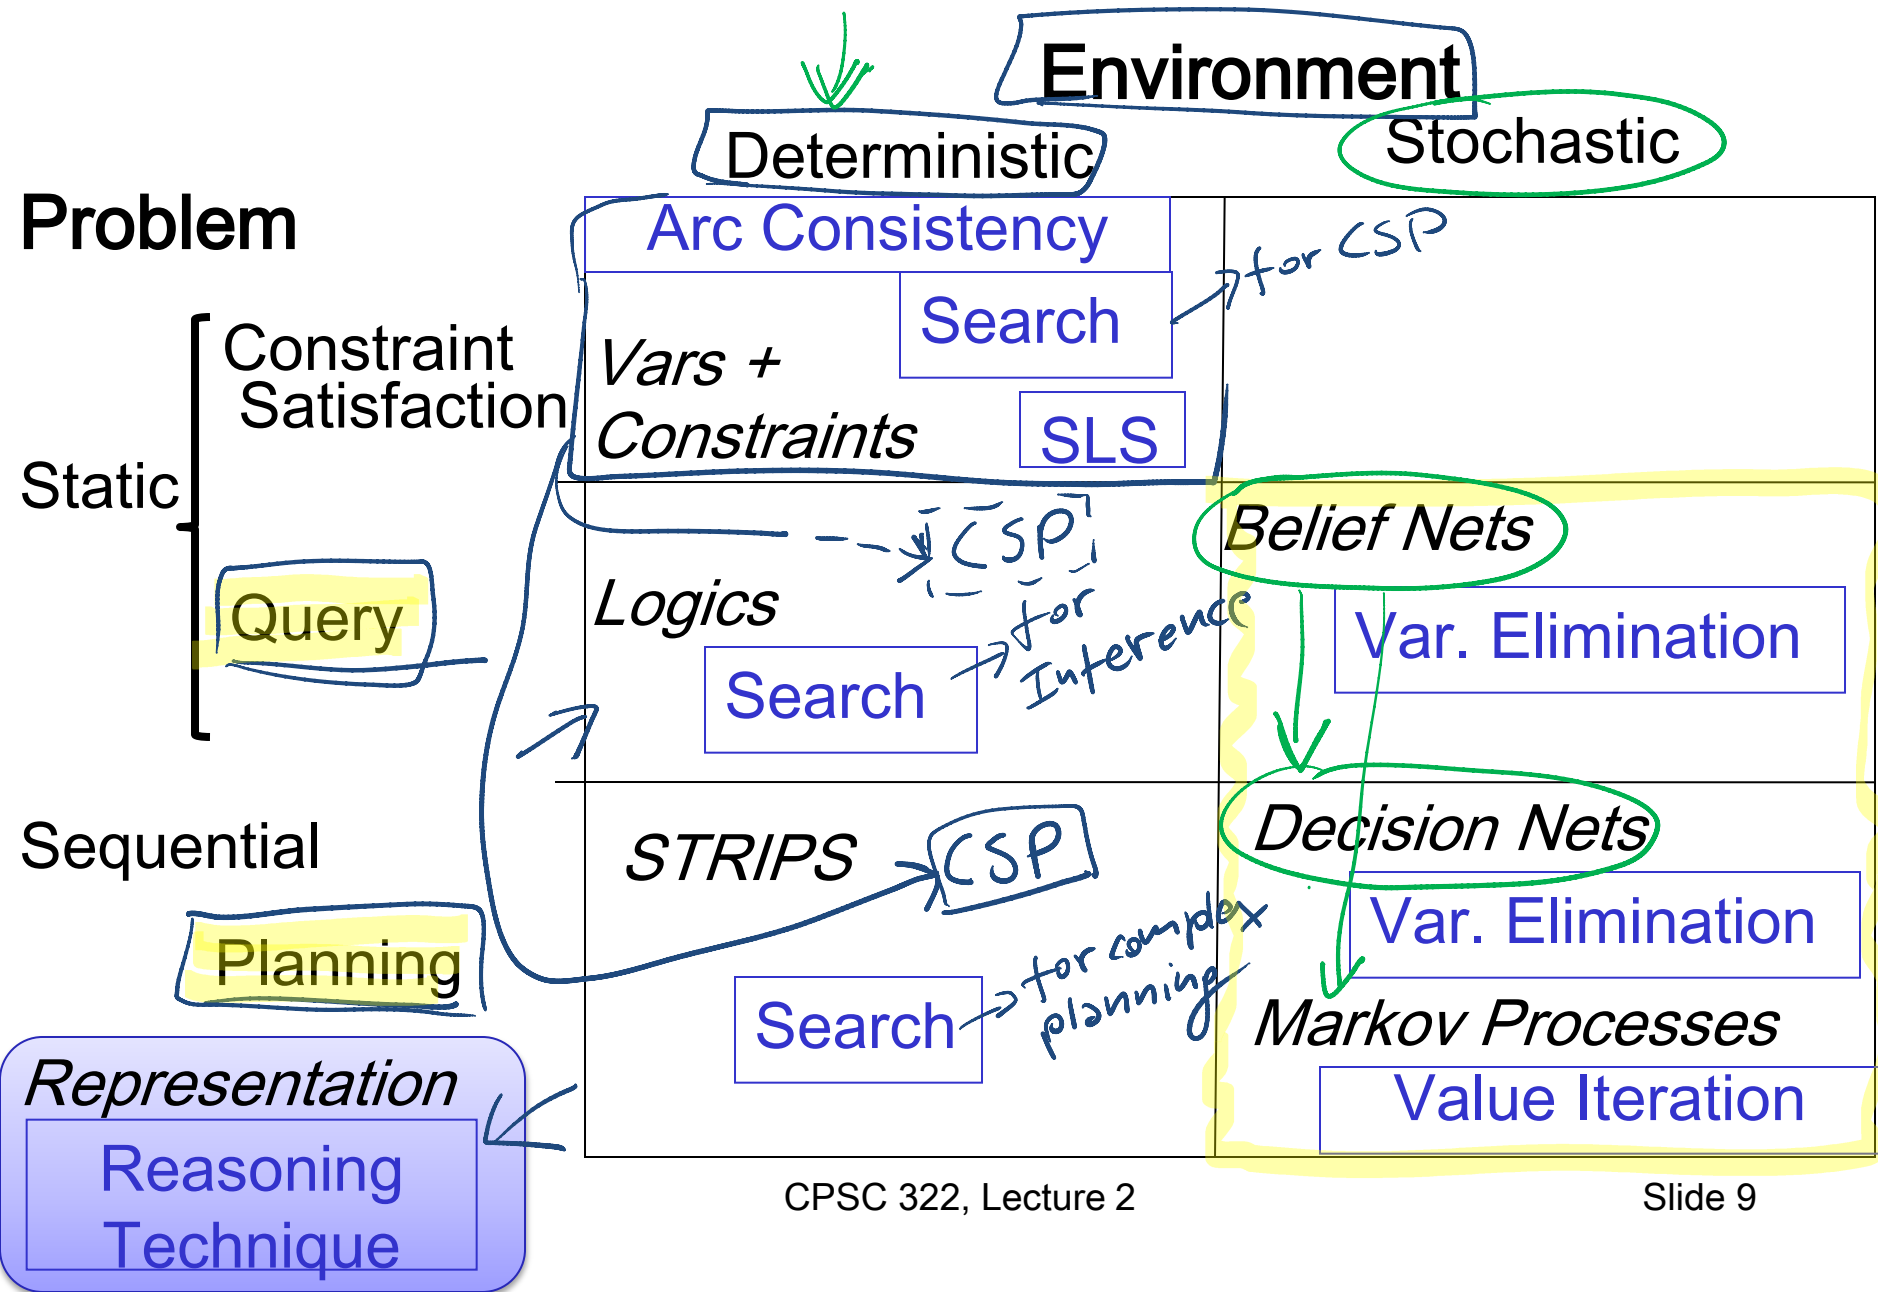 Environment
Deterministic
Stochastic
Problem
Arc Consistency
for CSP
Search
Constraint
Satisfaction
Vars +
Constraints
SLS
Static
CSP
Belief Nets
Query
Logics
for
Inference
Var. Elimination
Search
Sequential
STRIPS
CSP
Decision Nets
Var. Elimination
Planning
for complex
planning
Search
Markov Processes
Value Iteration
Representation
Reasoning
Technique
CPSC 322, Lecture 2
Slide 9